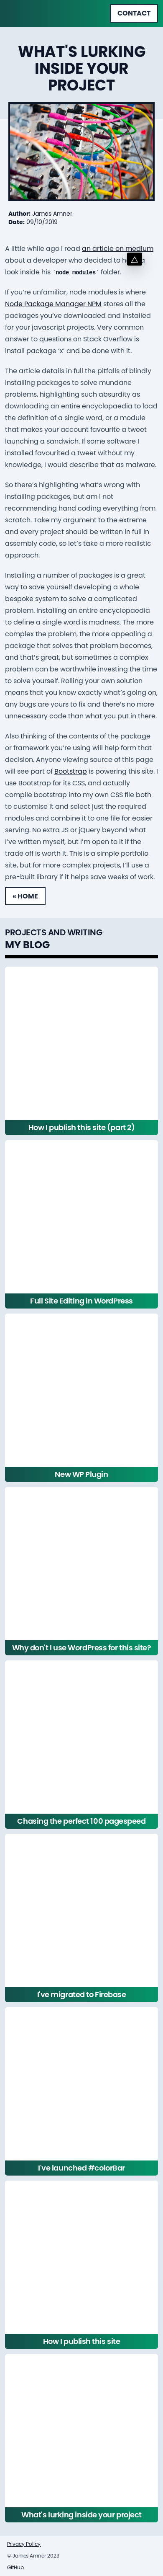 CONTACT
WHAT'S LURKING
INSIDE YOUR
PROJECT
Author: James Amner
Date: 09/10/2019
A little while ago I read an article on medium
about a developer who decided to
look inside his `node_modules` folder.
If you're unfamiliar, node modules is where
Node Package Manager NPM stores all the
packages you've downloaded and installed
for your javascript projects. Very common
answer to questions on Stack Overflow is
install package 'x' and be done with it.
The article details in full the pitfalls of blindly
installing packages to solve mundane
problems, highlighting such absurdity as
downloading an entire encyclopaedia to load
the definition of a single word, or a module
that makes your account favourite a tweet
about launching a sandwich. If some software I
installed favourited a tweet without my
knowledge, I would describe that as malware.
So there's highlighting what's wrong with
installing packages, but am I not
recommending hand coding everything from
scratch. Take my argument to the extreme
and every project should be written in full in
assembly code, so let's take a more realistic
approach.
Installing a number of packages is a great
way to save yourself developing a whole
bespoke system to solve a complicated
problem. Installing an entire encyclopaedia
to define a single word is madness. The more
complex the problem, the more appealing a
package that solves that problem becomes,
and that's great, but sometimes a complex
problem can be worthwhile investing the time
to solve yourself. Rolling your own solution
means that you know exactly what's going on,
any bugs are you's to fix and there's no more
unnecessary code than what you put in there.
Also thinking of the contents of the package
or framework you're using will help form that
decision. Anyone viewing source of this page
will see part of Bootstrap is powering this site. I
use Bootstrap for its CSS, and actually
compile bootstrap to my own CSS file both
to customise it and select just the required
modules and combine it to one file for easier
serving. No extra JS or jQuery beyond what
I've written myself, but I'm open to it if the
payoff is worth it. This is a simple portfolio
site, but for more complex projects, I'll use a
pre-built library if it helps save weeks of work.
« HOME
PROJECTS AND WRITING
MY BLOG
How I publish this site (part 2)
Full Site Editing in WordPress
New WP Plugin
Why don't I use WordPress for this site?
Chasing the perfect 100 pagespeed
I've migrated to Firebase
I've launched #colorBar
How I publish this site
What's lurking inside your project
Privacy Policy
© James Amner 2023
GitHub